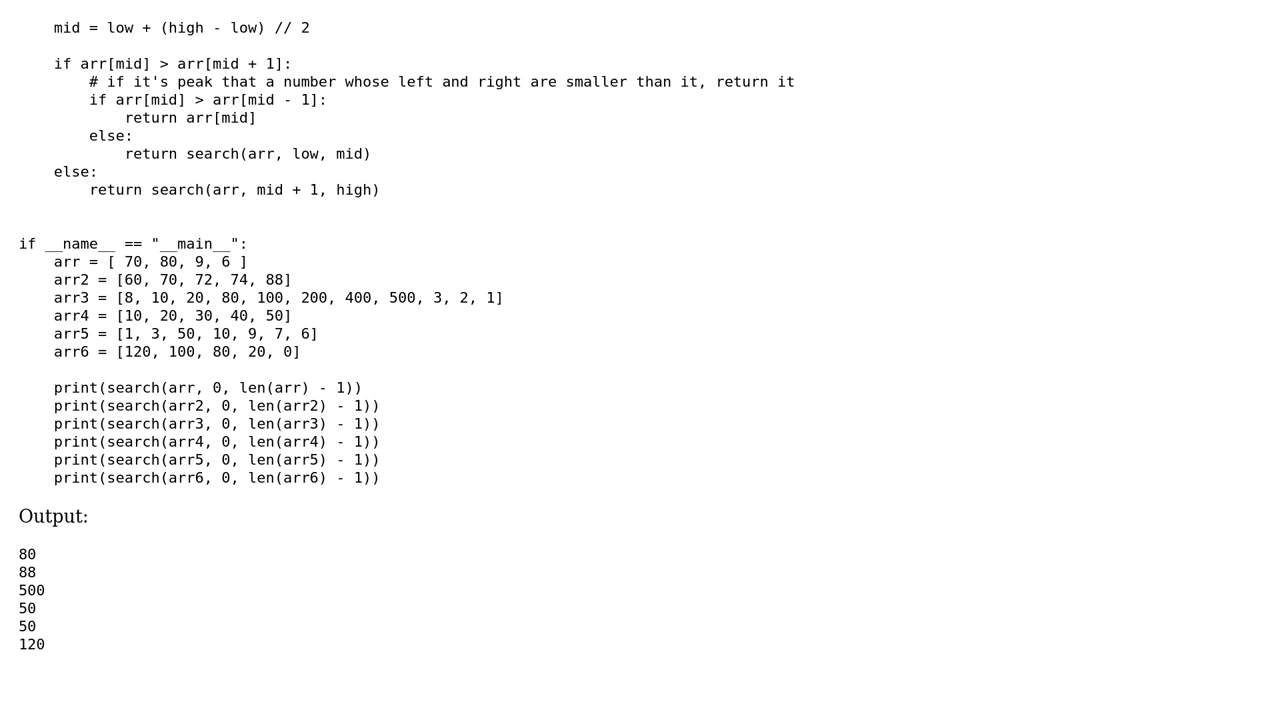 mid = low + (high - low) // 2

    if arr[mid] > arr[mid + 1]:
        # if it's peak that a number whose left and right are smaller than it, return it
        if arr[mid] > arr[mid - 1]:
            return arr[mid]
        else:
            return search(arr, low, mid)
    else:
        return search(arr, mid + 1, high)


if __name__ == "__main__":
    arr = [ 70, 80, 9, 6 ]
    arr2 = [60, 70, 72, 74, 88]
    arr3 = [8, 10, 20, 80, 100, 200, 400, 500, 3, 2, 1]
    arr4 = [10, 20, 30, 40, 50]
    arr5 = [1, 3, 50, 10, 9, 7, 6]
    arr6 = [120, 100, 80, 20, 0]

    print(search(arr, 0, len(arr) - 1))
    print(search(arr2, 0, len(arr2) - 1))
    print(search(arr3, 0, len(arr3) - 1))
    print(search(arr4, 0, len(arr4) - 1))
    print(search(arr5, 0, len(arr5) - 1))
    print(search(arr6, 0, len(arr6) - 1))

Output:

80
88
500
50
50
120